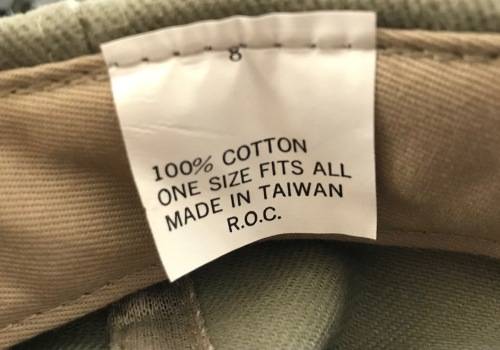 8
100% COTTON
ONE SIZE FITS ALL
MADE IN TAIWAN
R.O.C.